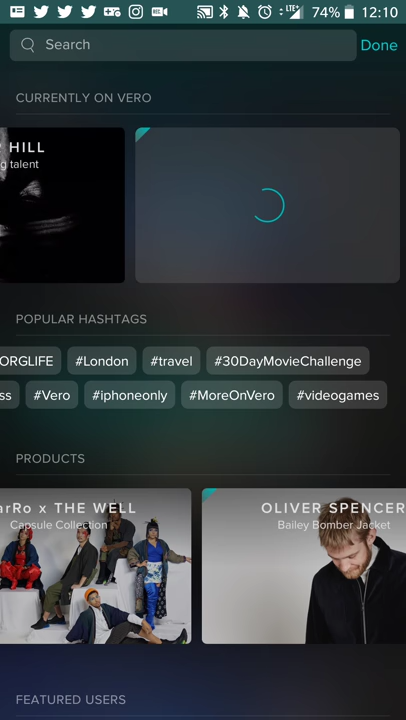 74% 12:10
Search
Done
CURRENTLY ON VERO
HILL
g talent
POPULAR HASHTAGS
ORGLIFE #London #travel #30DayMovieChallenge
ss #Vero #iphoneonly #MoreOnVero #videogames
PRODUCTS
arRo x THE WELL
Capsule Collection
OLIVER SPENCER
Bailey Bomber Jacket
FEATURED USERS